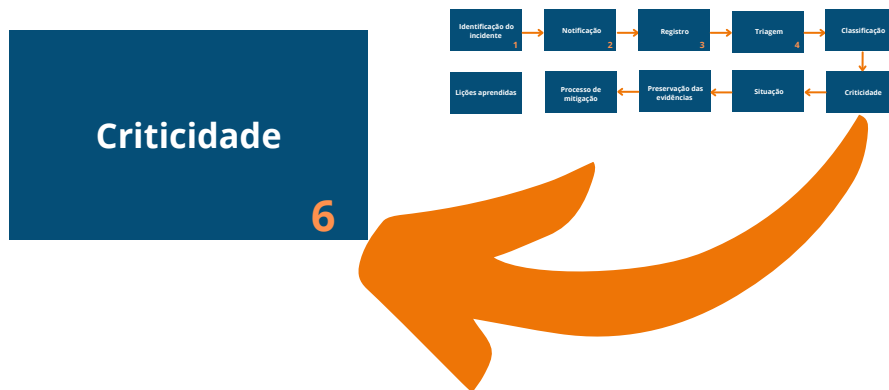 Identificação do
incidente
1
Notificação
2
Registro
3
Triagem
4
Classificação
Criticidade
6
Lições aprendidas
Processo de
mitigação
Preservação das
evidências
Situação
Criticidade